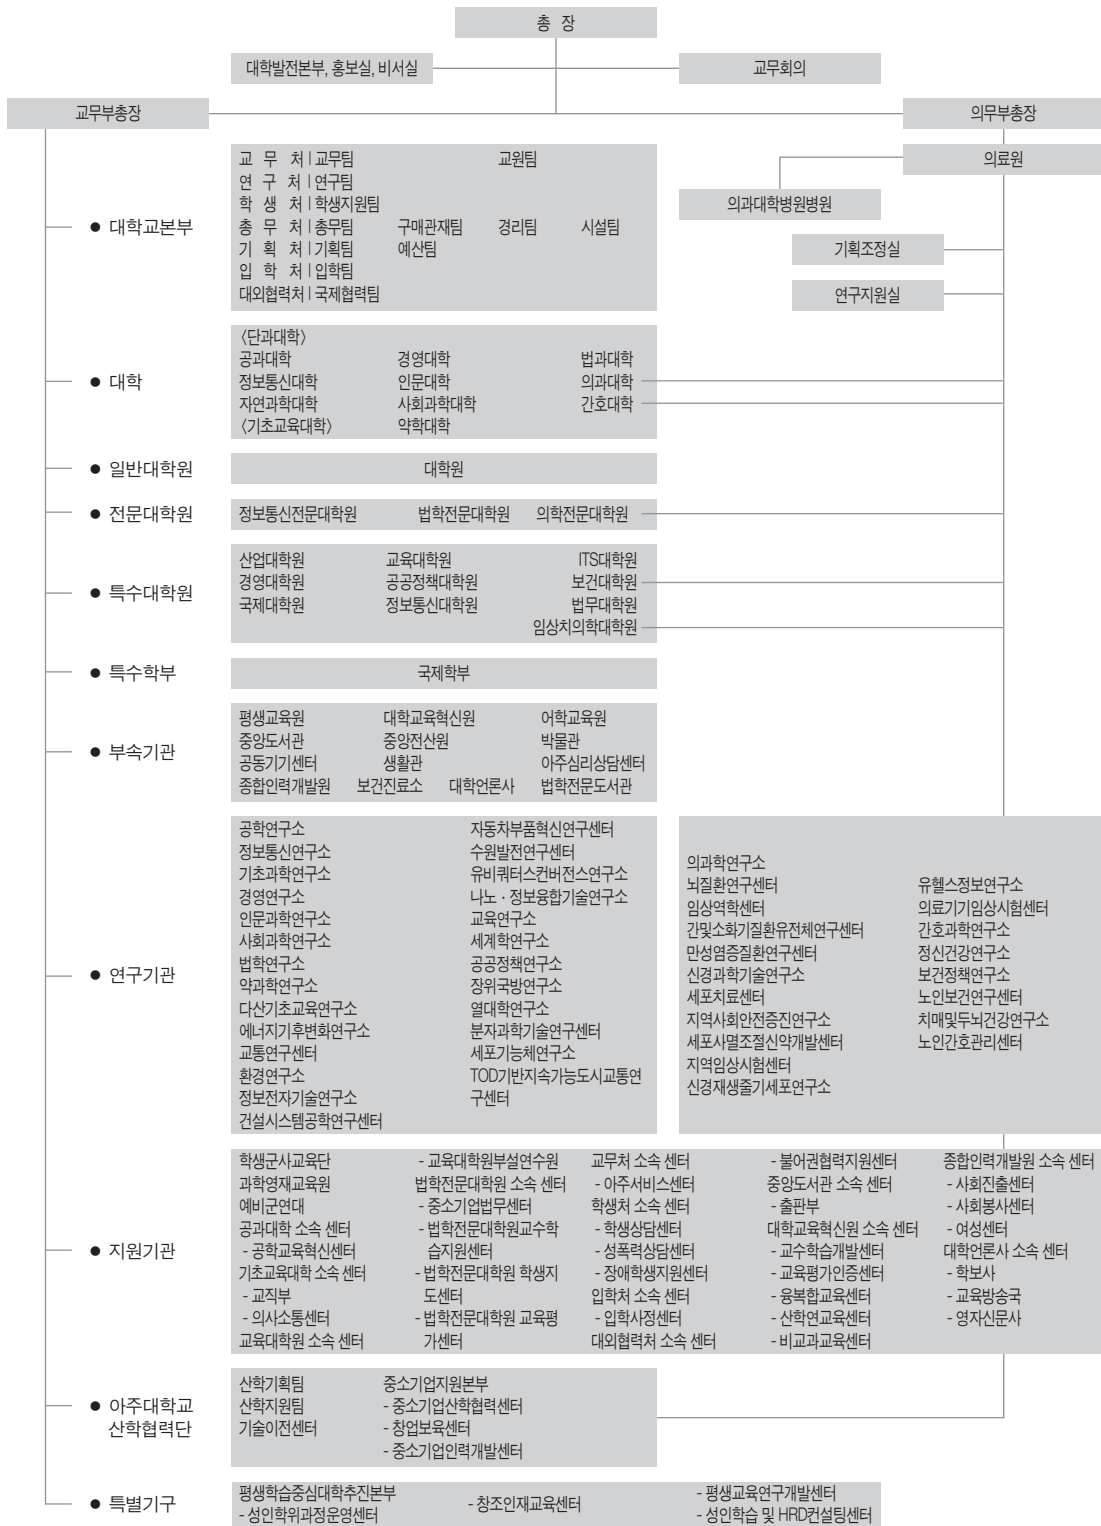 총 장
대학발전본부, 홍보실, 비서실
교무회의
교무부총장
의무부총장
의료원
의과대학병원병원
기획조정실
연구지원실
● 대학교본부
교 무 처 | 교무팀 교원팀
연 구 처 | 연구팀
학 생 처 | 학생지원팀
총 무 처 | 총무팀 구매관재팀 경리팀 시설팀
기 획 처 | 기획팀 예산팀
입 학 처 | 입학팀
대외협력처 | 국제협력팀
● 대학
〈단과대학〉
공과대학 경영대학 법과대학
정보통신대학 인문대학 의과대학
자연과학대학 사회과학대학 간호대학
〈기초교육대학〉 약학대학
● 일반대학원
대학원
● 전문대학원
정보통신전문대학원 법학전문대학원 의학전문대학원
● 특수대학원
산업대학원 교육대학원 ITS대학원
경영대학원 공공정책대학원 보건대학원
국제대학원 정보통신대학원 법무대학원
임상치의학대학원
● 특수학부
국제학부
● 부속기관
평생교육원 대학교육혁신원 어학교육원
중앙도서관 중앙전산원 박물관
공동기기센터 생활관 아주심리상담센터
종합인력개발원 보건진료소 대학언론사 법학전문도서관
● 연구기관
공학연구소
정보통신연구소
기초과학연구소
경영연구소
인문과학연구소
사회과학연구소
법학연구소
약과학연구소
다산기초교육연구소
에너지기후변화연구소
교통연구센터
환경연구소
정보전자기술연구소
건설시스템공학연구센터
자동차부품혁신연구센터
수원발전연구센터
유비쿼터스컨버전스연구소
나노 · 정보융합기술연구소
교육연구소
세계학연구소
공공정책연구소
장위국방연구소
열대학연구소
분자과학기술연구센터
세포기능체연구소
TOD기반지속가능도시교통연
구센터
의과학연구소
뇌질환연구센터
임상역학센터
간및소화기질환유전체연구센터
만성염증질환연구센터
신경과학기술연구소
세포치료센터
지역사회안전증진연구소
세포사멸조절신약개발센터
지역임상시험센터
신경재생줄기세포연구소
유헬스정보연구소
의료기기임상시험센터
간호과학연구소
정신건강연구소
보건정책연구소
노인보건연구센터
치매및두뇌건강연구소
노인간호관리센터
● 지원기관
학생군사교육단
과학영재교육원
예비군연대
공과대학 소속 센터
- 공학교육혁신센터
기초교육대학 소속 센터
- 교직부
- 의사소통센터
교육대학원 소속 센터
- 교육대학원부설연수원
법학전문대학원 소속 센터
- 중소기업법무센터
- 법학전문대학원교수학
습지원센터
- 법학전문대학원 학생지
도센터
- 법학전문대학원 교육평
가센터
교무처 소속 센터
- 아주서비스센터
학생처 소속 센터
- 학생상담센터
- 성폭력상담센터
- 장애학생지원센터
입학처 소속 센터
- 입학사정센터
대외협력처 소속 센터
- 불어권협력지원센터
중앙도서관 소속 센터
- 출판부
대학교육혁신원 소속 센터
- 교수학습개발센터
- 교육평가인증센터
- 융복합교육센터
- 산학연교육센터
- 비교과교육센터
종합인력개발원 소속 센터
- 사회진출센터
- 사회봉사센터
- 여성센터
대학언론사 소속 센터
- 학보사
- 교육방송국
- 영자신문사
● 아주대학교
산학협력단
산학기획팀
산학지원팀
기술이전센터
중소기업지원본부
- 중소기업산학협력센터
- 창업보육센터
- 중소기업인력개발센터
● 특별기구
평생학습중심대학추진본부
- 성인학위과정운영센터
- 창조인재교육센터
- 평생교육연구개발센터
- 성인학습 및 HRD컨설팅센터